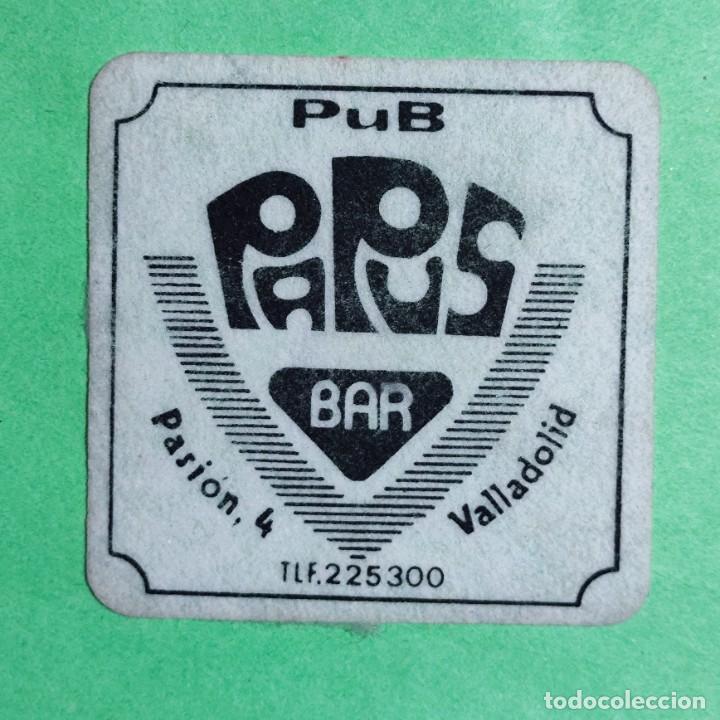 PuB
PAPUS
BAR
Pasión, 4
Valladolid
TLF. 225300
todocoleccion